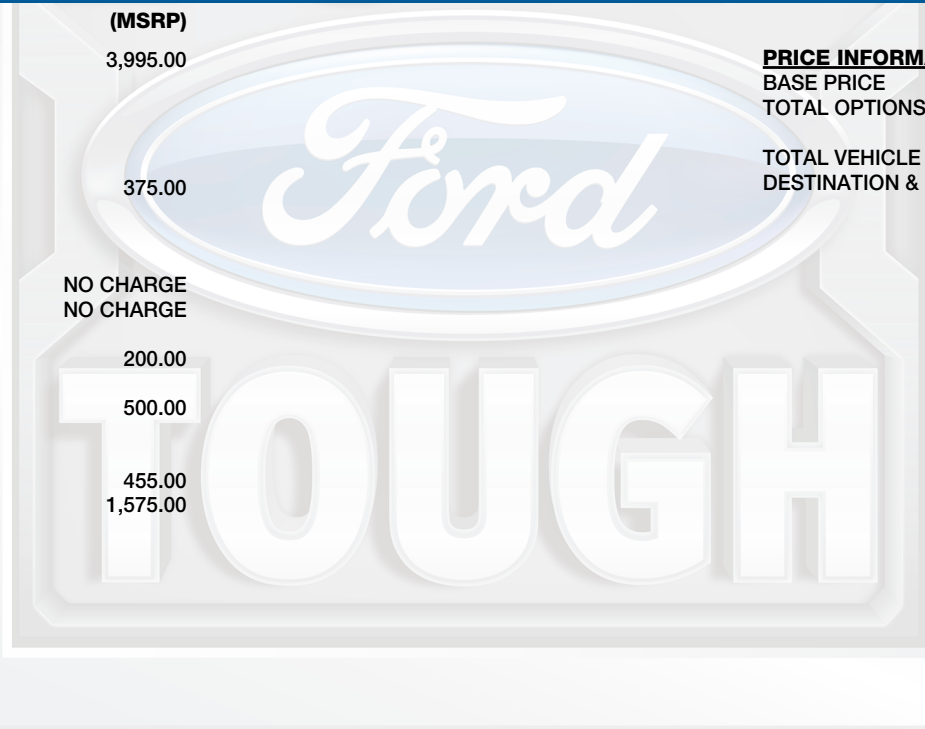 (MSRP)
3,995.00
375.00
NO CHARGE
NO CHARGE
200.00
500.00
455.00
1,575.00
PRICE INFORM
BASE PRICE
TOTAL OPTIONS
TOTAL VEHICLE
DESTINATION &
Ford
TOUGH